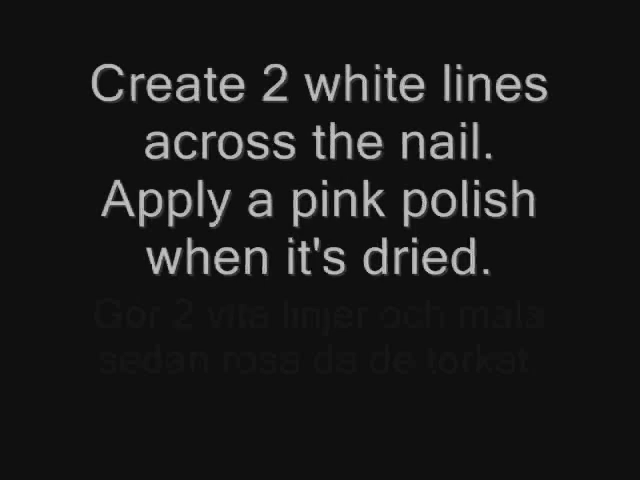 Create 2 white lines
across the nail.
Apply a pink polish
when it's dried.
Gör 2 vita linjer och måla
sedan rosa då de torkat.